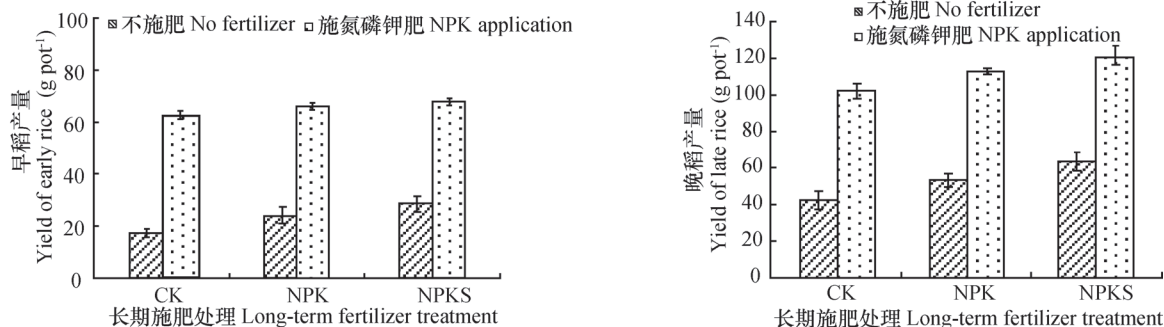 不施肥 No fertilizer 施氮磷钾肥 NPK application
100
80
60
40
20
0
早稻产量
Yield of early rice (g pot⁻¹)
CK NPK NPKS
长期施肥处理 Long-term fertilizer treatment
不施肥 No fertilizer
施氮磷钾肥 NPK application
140
120
100
80
60
40
20
0
晚稻产量
Yield of late rice (g pot⁻¹)
CK NPK NPKS
长期施肥处理 Long-term fertilizer treatment